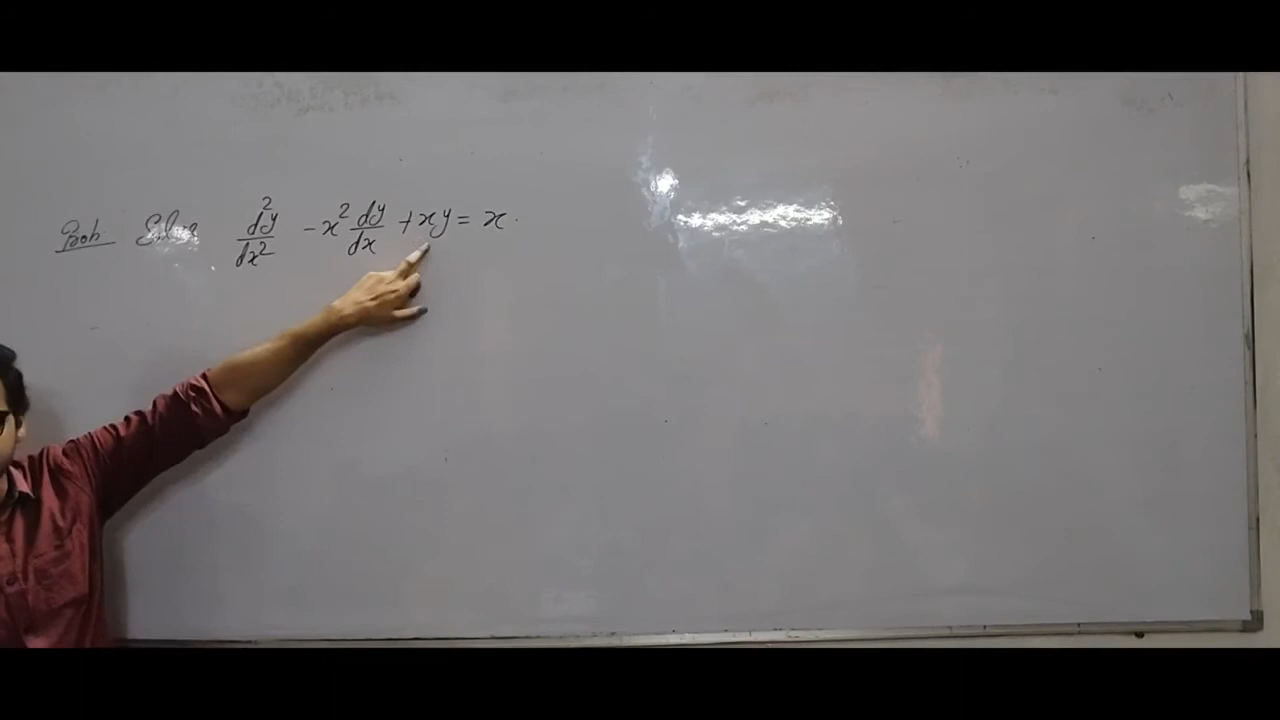 Prob. Solve d²y/dx² - x² dy/dx + xy = x.